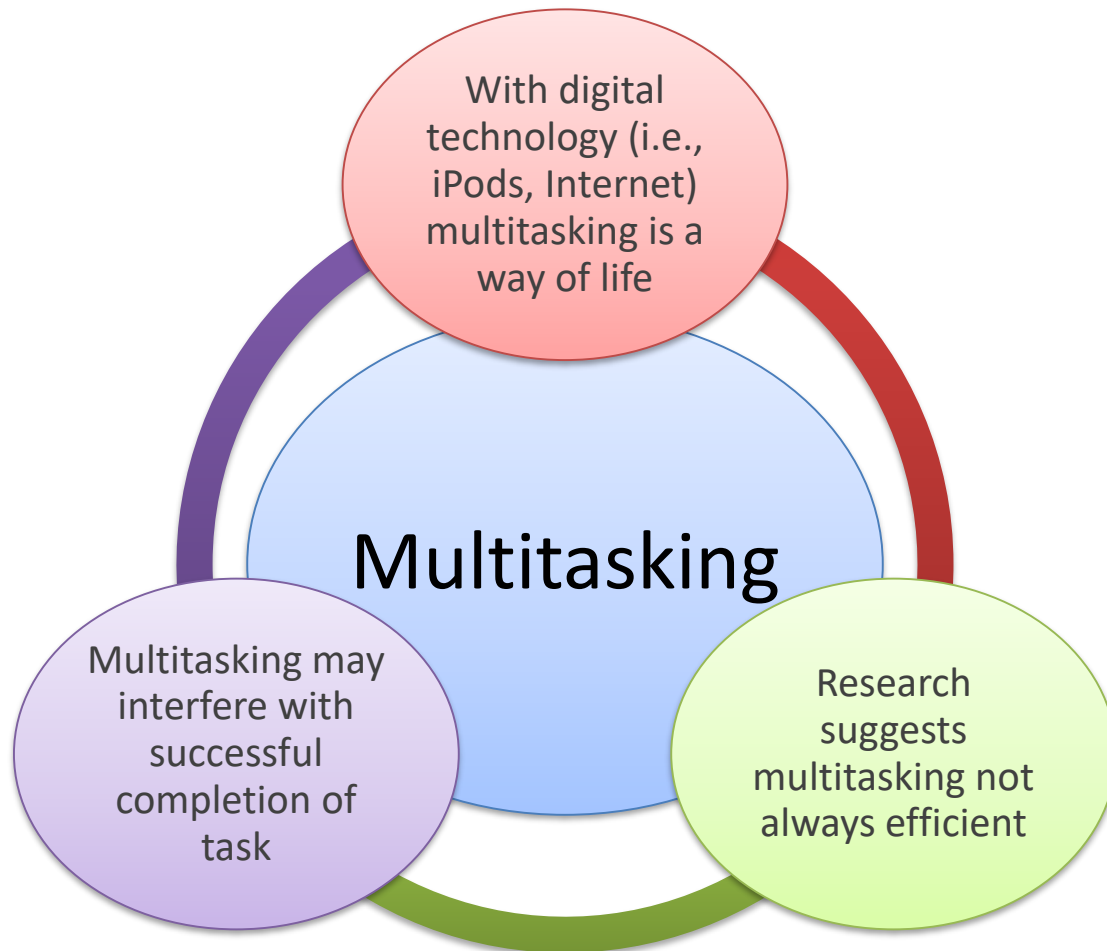 With digital
technology (i.e.,
iPods, Internet)
multitasking is a
way of life
Multitasking
Multitasking may
interfere with
successful
completion of
task
Research
suggests
multitasking not
always efficient